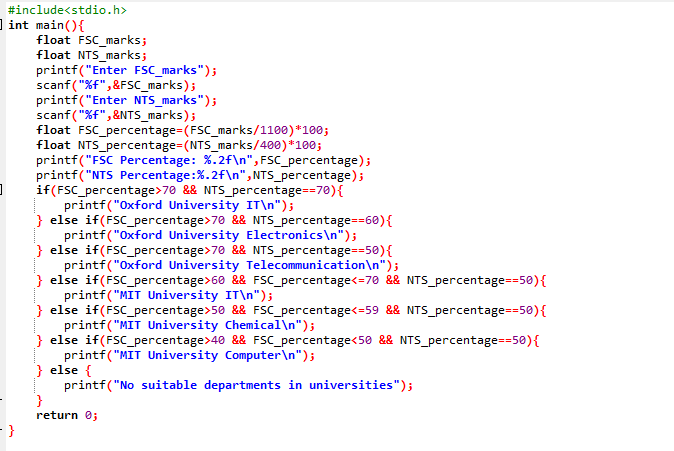 #include<stdio.h>
int main(){
    float FSC_marks;
    float NTS_marks;
    printf("Enter FSC_marks");
    scanf("%f",&FSC_marks);
    printf("Enter NTS_marks");
    scanf("%f",&NTS_marks);
    float FSC_percentage=(FSC_marks/1100)*100;
    float NTS_percentage=(NTS_marks/400)*100;
    printf("FSC Percentage: %.2f\n",FSC_percentage);
    printf("NTS Percentage:%.2f\n",NTS_percentage);
    if(FSC_percentage>70 && NTS_percentage==70){
        printf("Oxford University IT\n");
    } else if(FSC_percentage>70 && NTS_percentage==60){
        printf("Oxford University Electronics\n");
    } else if(FSC_percentage>70 && NTS_percentage==50){
        printf("Oxford University Telecommunication\n");
    } else if(FSC_percentage>60 && FSC_percentage<=70 && NTS_percentage==50){
        printf("MIT University IT\n");
    } else if(FSC_percentage>50 && FSC_percentage<=59 && NTS_percentage==50){
        printf("MIT University Chemical\n");
    } else if(FSC_percentage>40 && FSC_percentage<50 && NTS_percentage==50){
        printf("MIT University Computer\n");
    } else {
        printf("No suitable departments in universities");
    }
    return 0;
}